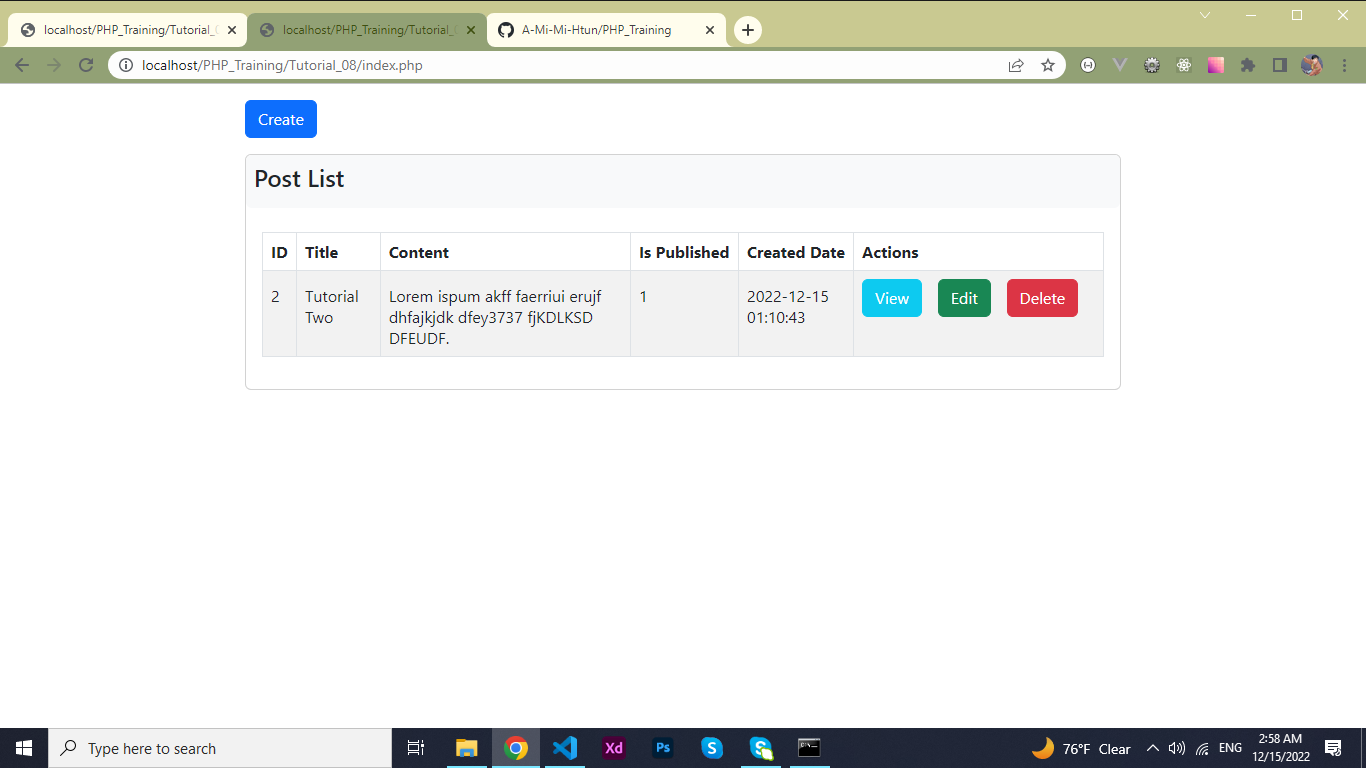 localhost/PHP_Training/Tutorial_
localhost/PHP_Training/Tutorial_
A-Mi-Mi-Htun/PHP_Training
localhost/PHP_Training/Tutorial_08/index.php
Create
Post List
ID Title Content Is Published Created Date Actions
2 Tutorial Lorem ispum akff faerriui erujf 1 2022-12-15 View Edit Delete
Two dhfajkjdk dfey3737 fjKDLKSD 01:10:43
DFEUDF.
Type here to search
Xd
Ps
S
76°F Clear
ENG
2:58 AM
12/15/2022